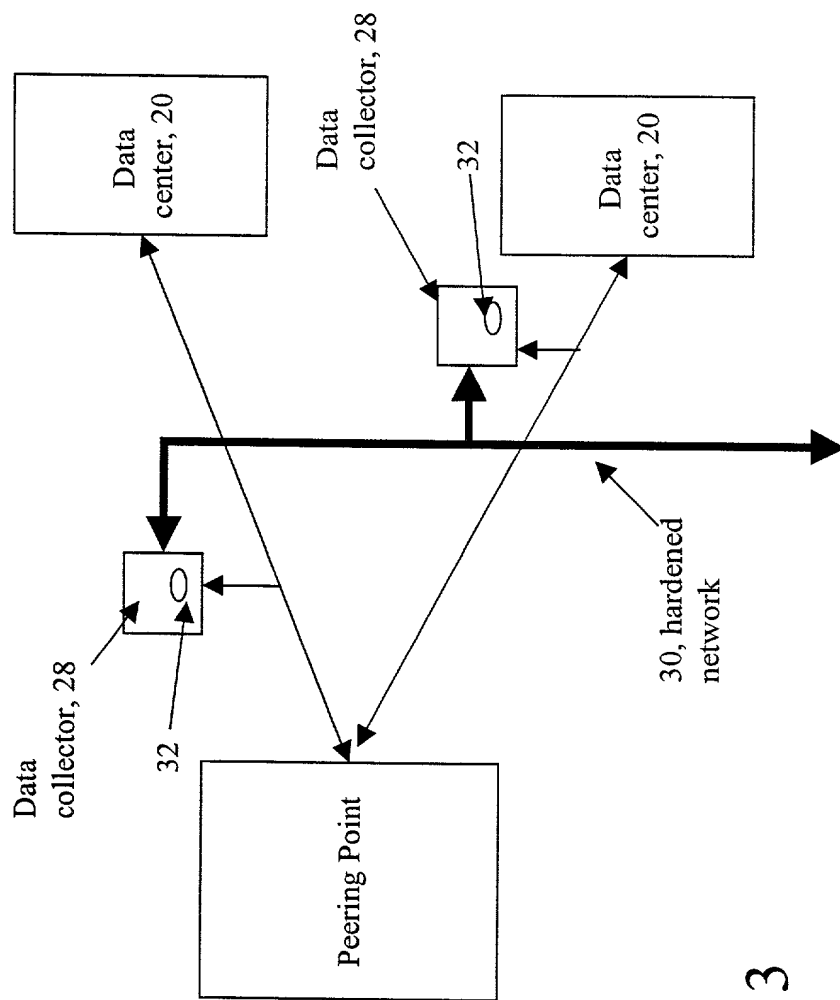 Data
collector, 28
32
Peering Point
30, hardened
network
Data
center, 20
Data
collector, 28
32
Data
center, 20
3